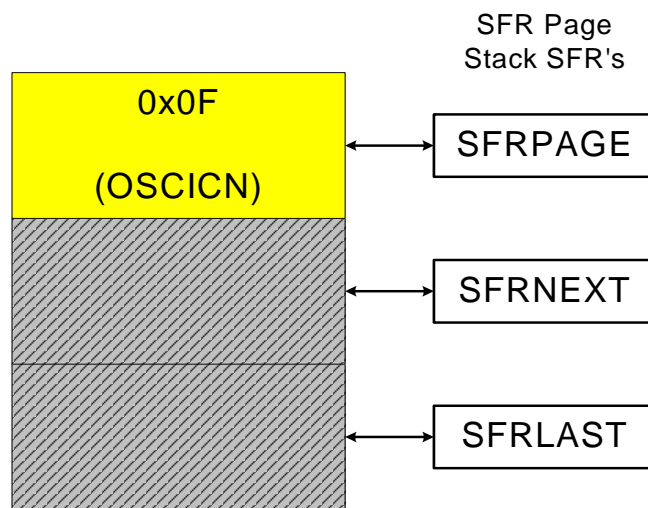 SFR Page
Stack SFR's
0x0F
(OSCICN)
SFRPAGE
SFRNEXT
SFRLAST